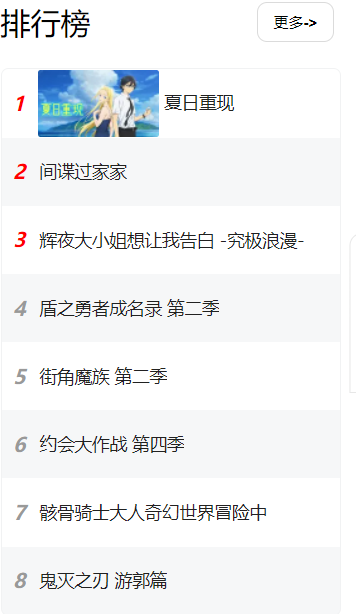 排行榜
更多->
1 夏日重现 夏日重现
2 间谍过家家
3 辉夜大小姐想让我告白 -究极浪漫-
4 盾之勇者成名录 第二季
5 街角魔族 第二季
6 约会大作战 第四季
7 骸骨骑士大人奇幻世界冒险中
8 鬼灭之刃 游郭篇